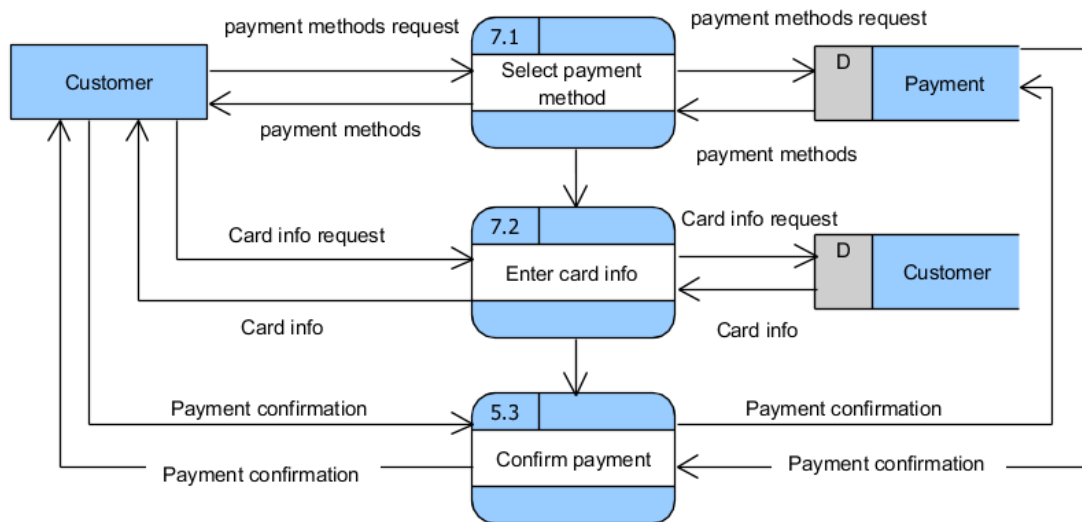 payment methods request
payment methods request
7.1
Customer
Select payment
method
D
Payment
payment methods
payment methods
7.2
Card info request
Card info request
Enter card info
D
Customer
Card info
Card info
5.3
Payment confirmation
Payment confirmation
Confirm payment
Payment confirmation
Payment confirmation